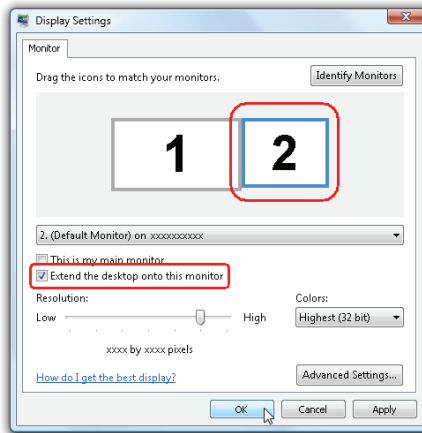 Display Settings
Monitor
Drag the icons to match your monitors.
Identify Monitors
1
2
2. (Default Monitor) on xxxxxxxxxx
This is my main monitor
Extend the desktop onto this monitor
Resolution:
Colors:
Low
High
Highest (32 bit)
xxxx by xxxx pixels
How do I get the best display?
Advanced Settings...
OK
Cancel
Apply